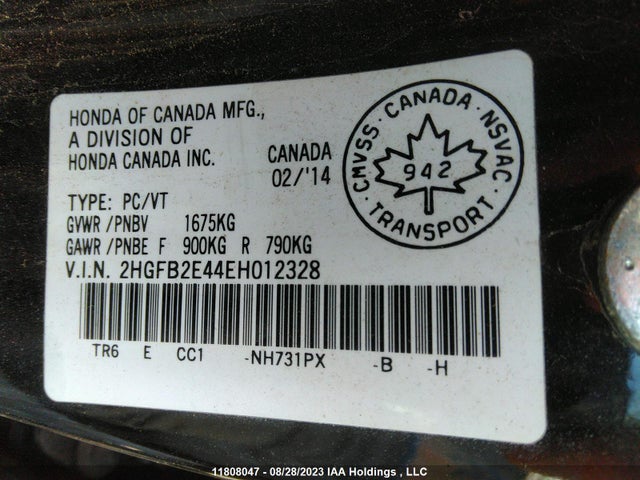 HONDA OF CANADA MFG.,
A DIVISION OF
HONDA CANADA INC.
CANADA
02/'14
TYPE: PC/VT
GVWR /PNBV 1675KG
GAWR /PNBE F 900KG R 790KG
V.I.N. 2HGFB2E44EH012328
TR6 E CC1 -NH731PX -B -H
CMVSS · CANADA · NSVAC
942
· TRANSPORT ·
11808047 - 08/28/2023 IAA Holdings , LLC